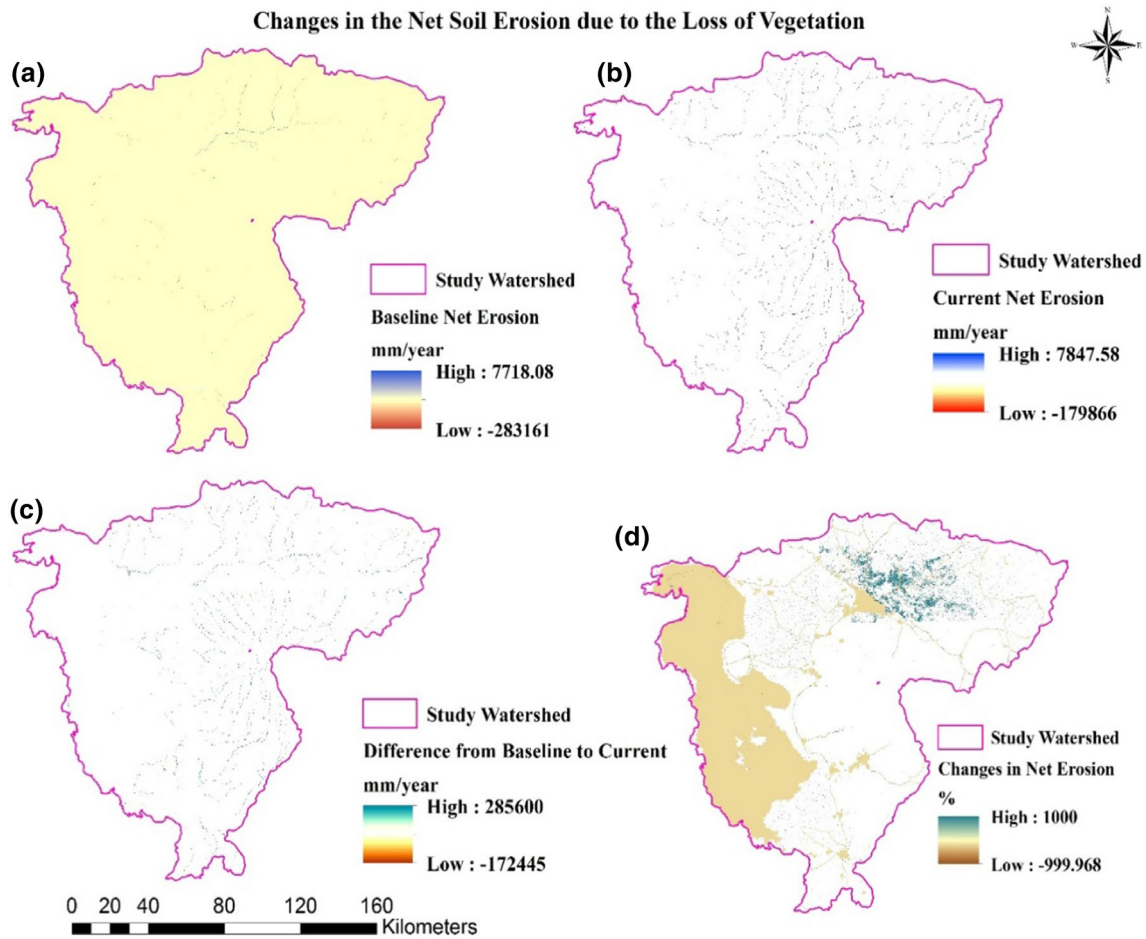 Changes in the Net Soil Erosion due to the Loss of Vegetation
N
W E
S
(a)
Study Watershed
Baseline Net Erosion
mm/year
High : 7718.08
Low : -283161
(b)
Study Watershed
Current Net Erosion
mm/year
High : 7847.58
Low : -179866
(c)
Study Watershed
Difference from Baseline to Current
mm/year
High : 285600
Low : -172445
(d)
Study Watershed
Changes in Net Erosion
%
High : 1000
Low : -999.968
0 20 40 80 120 160
Kilometers